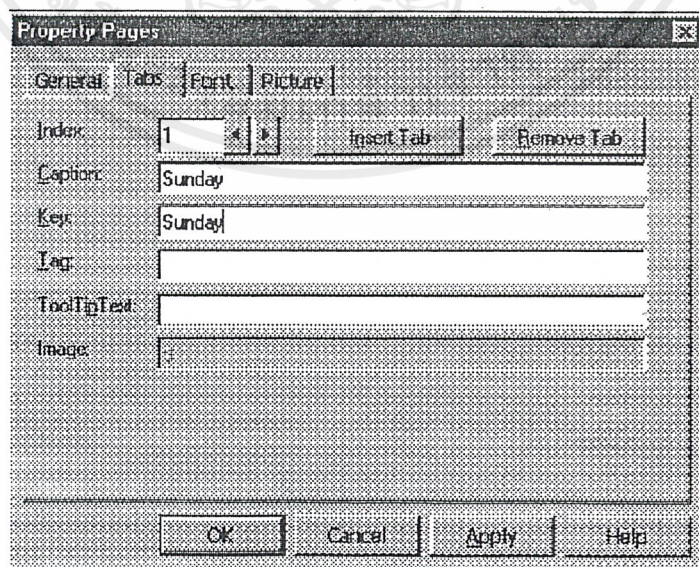 Property Pages
General Tabs Font Picture
Index: 1 Insert Tab Remove Tab
Caption: Sunday
Key: Sunday
Tag:
ToolTipText:
Image:
OK Cancel Apply Help